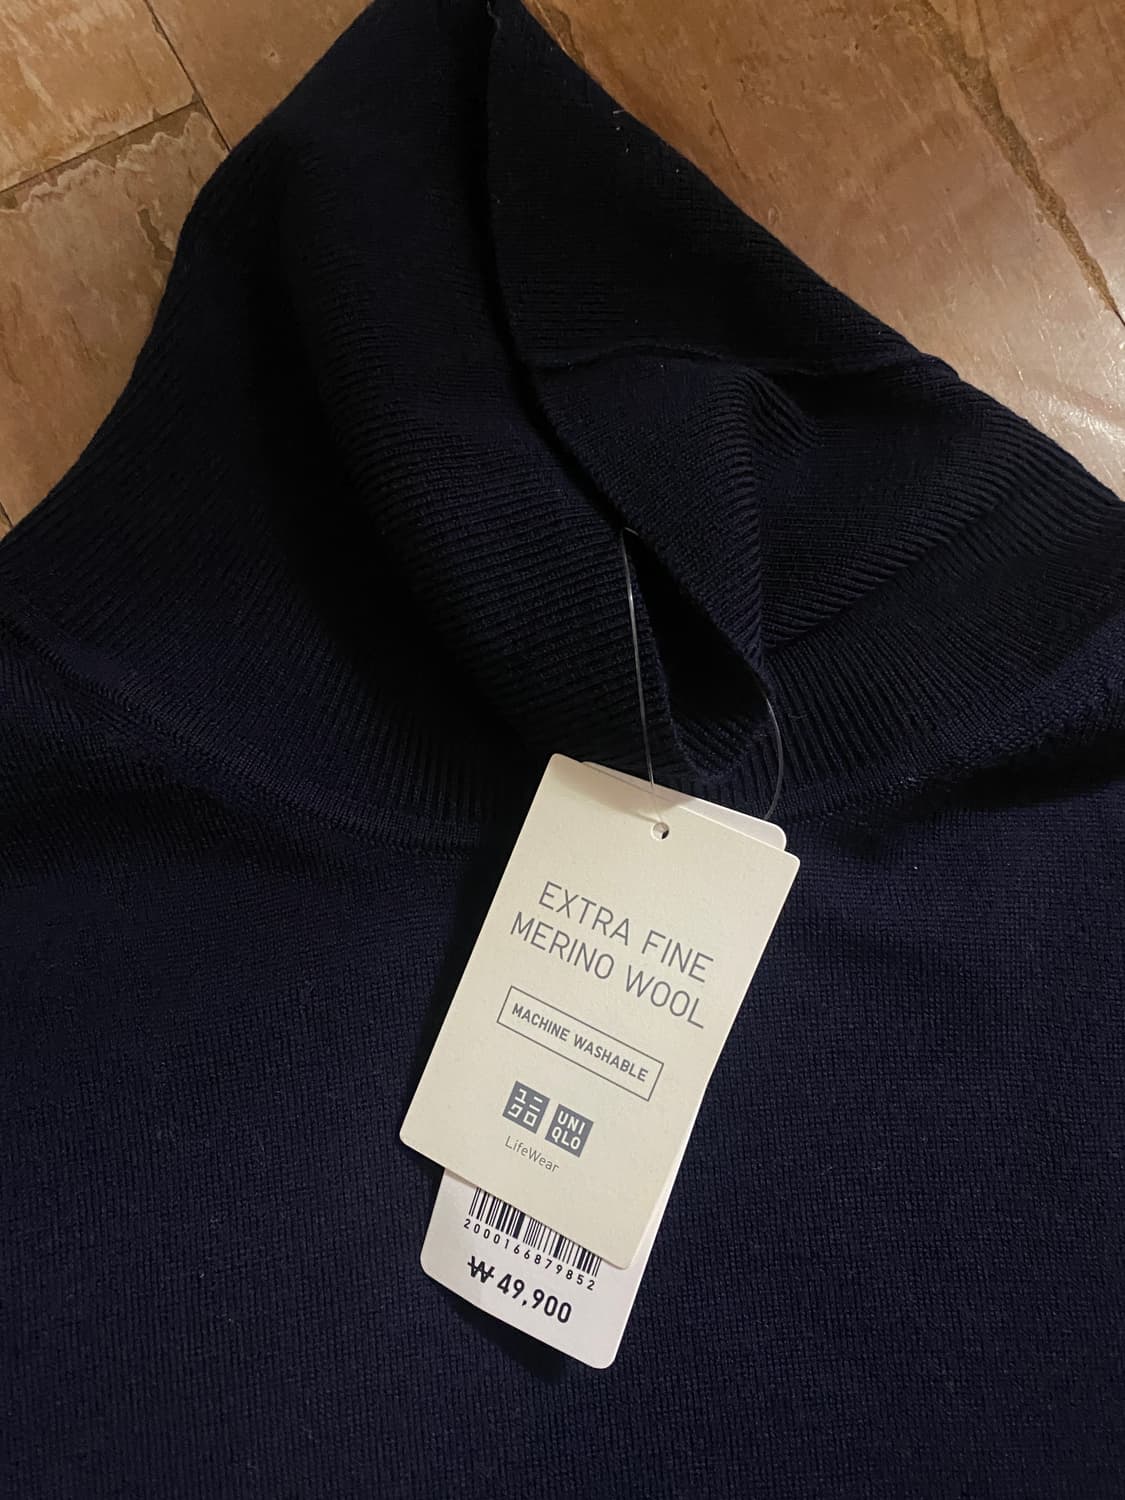 EXTRA FINE
MERINO WOOL
MACHINE WASHABLE
ユニ
クロ
UNI
QLO
LifeWear
2000166879852
₩49,900